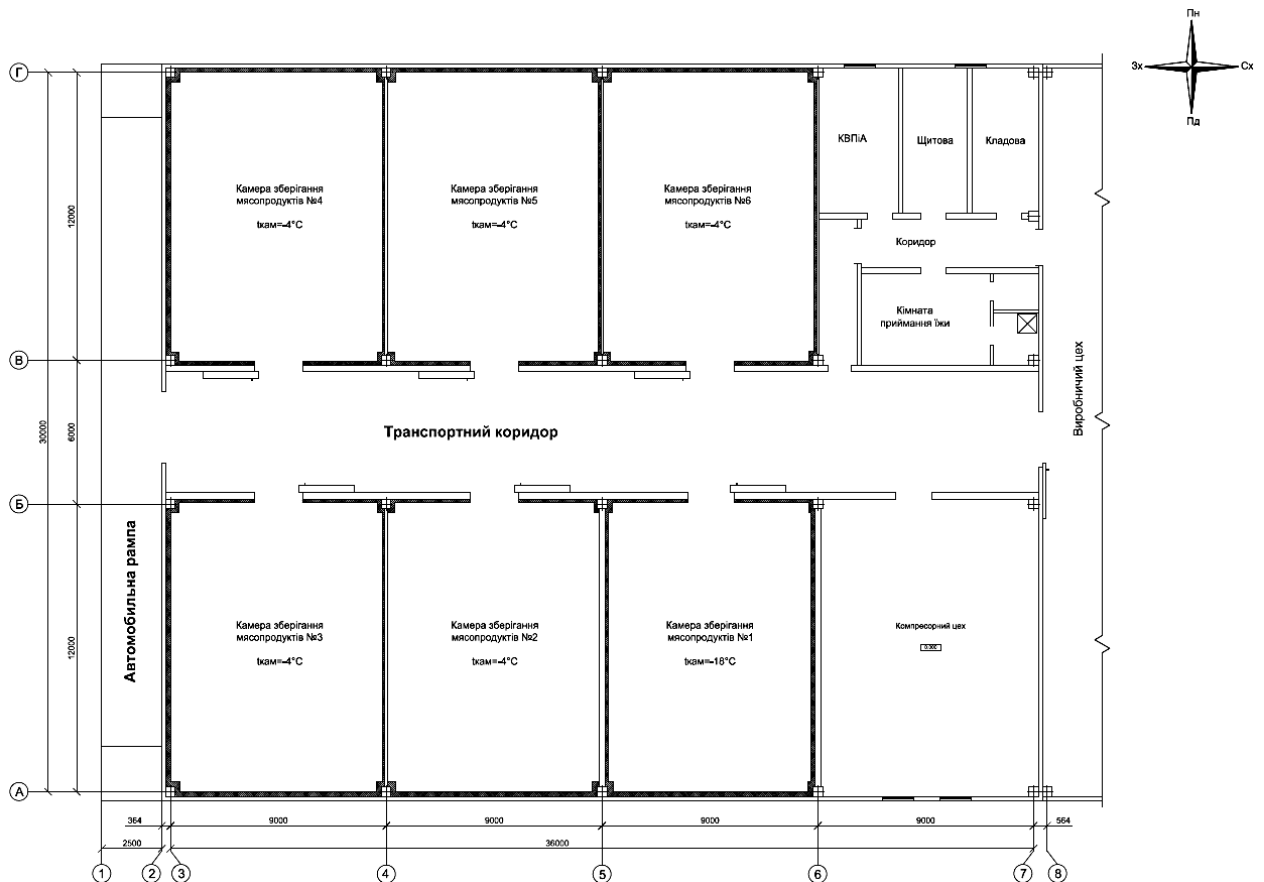 Пн
Зх
Сх
Пд
Г
В
Б
А
12000
30000
6000
12000
Камера зберігання
мясопродуктів №4
tкам=-4°С
Камера зберігання
мясопродуктів №5
tкам=-4°С
Камера зберігання
мясопродуктів №6
tкам=-4°С
КВПіА
Щитова
Кладова
Коридор
Кімната
приймання їжи
Виробничий цех
Транспортний коридор
Автомобильна рампа
Камера зберігання
мясопродуктів №3
tкам=-4°С
Камера зберігання
мясопродуктів №2
tкам=-4°С
Камера зберігання
мясопродуктів №1
tкам=-18°С
Компресорний цех
0.000
364
9000
9000
9000
9000
564
2500
36000
1
2
3
4
5
6
7
8